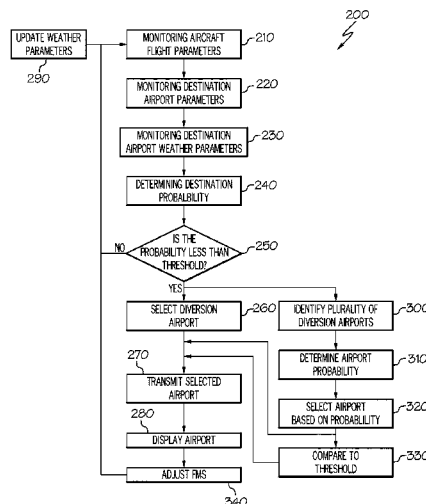 200
UPDATE WEATHER
PARAMETERS
290
MONITORING AIRCRAFT
FLIGHT PARAMETERS
210
MONITORING DESTINATION
AIRPORT PARAMETERS
220
MONITORING DESTINATION
AIRPORT WEATHER PARAMETERS
230
DETERMINING DESTINATION
PROBALBILITY
240
IS THE
PROBABILITY LESS THAN
THRESHOLD?
250
NO
YES
SELECT DIVERSION
AIRPORT
260
IDENTIFY PLURALITY OF
DIVERSION AIRPORTS
300
270
TRANSMIT SELECTED
AIRPORT
DETERMINE AIRPORT
PROBABILITY
310
280
DISPLAY AIRPORT
SELECT AIRPORT
BASED ON PROBABLILITY
320
ADJUST FMS
340
COMPARE TO
THRESHOLD
330